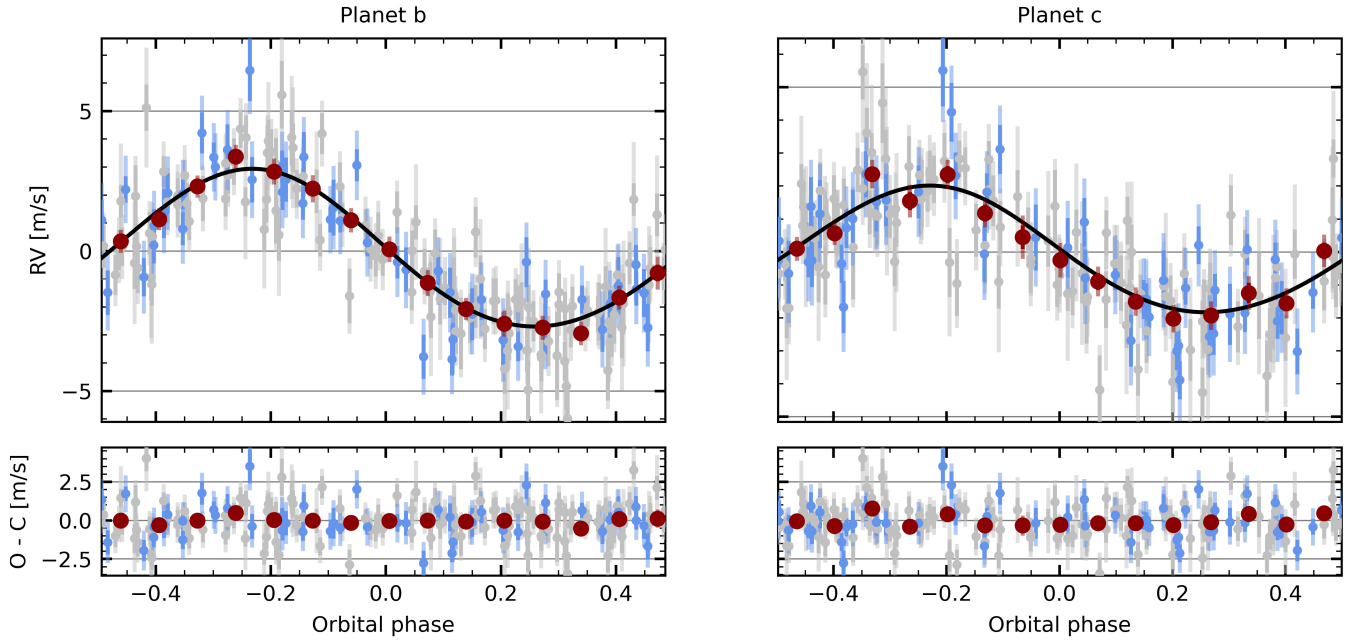 Planet b
Planet c
RV [m/s]
5
0
−5
O - C [m/s]
2.5
0.0
−2.5
−0.4 −0.2 0.0 0.2 0.4
−0.4 −0.2 0.0 0.2 0.4
Orbital phase
Orbital phase